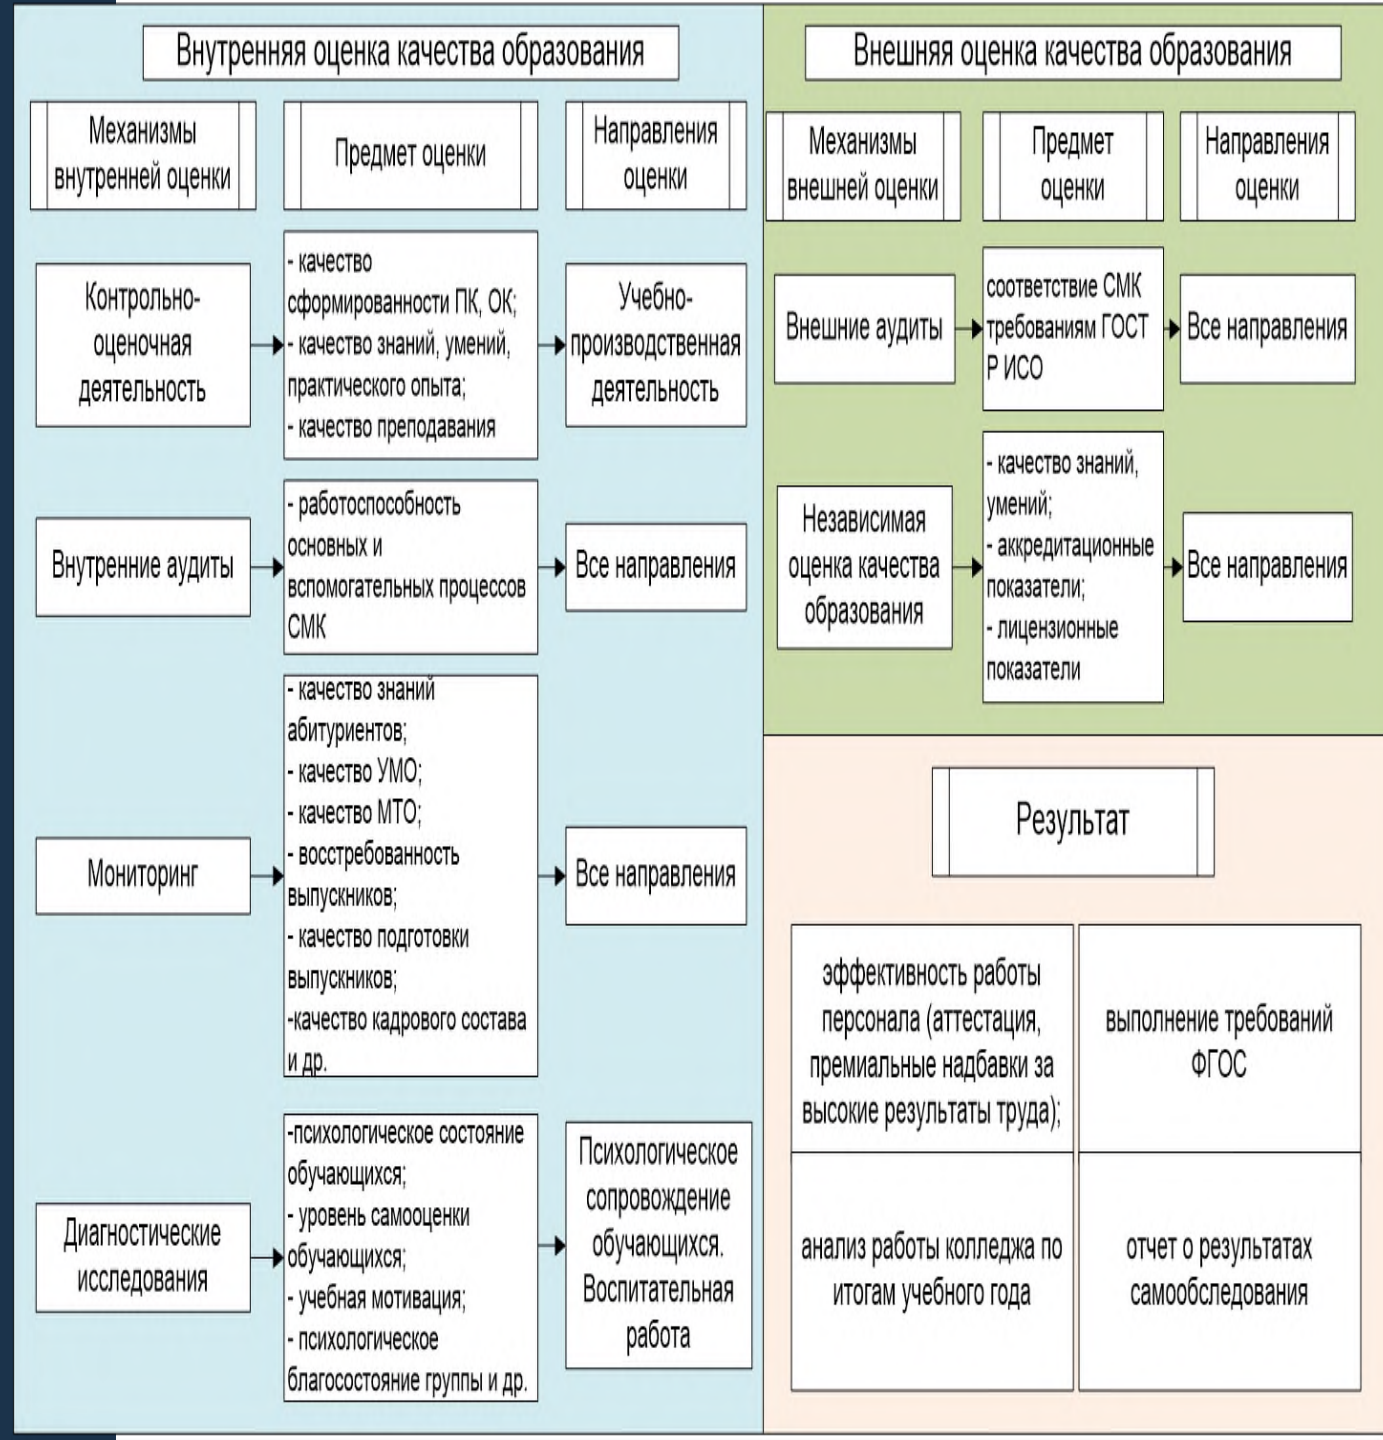 Внутренняя оценка качества образования
Механизмы
внутренней оценки
Предмет оценки
Направления
оценки
Контрольно-
оценочная
деятельность
- качество
сформированности ПК, ОК;
- качество знаний, умений,
практического опыта;
- качество преподавания
Учебно-
производственная
деятельность
Внутренние аудиты
- работоспособность
основных и
вспомогательных процессов
СМК
Все направления
Мониторинг
- качество знаний
абитуриентов;
- качество УМО;
- качество МТО;
- восстребованность
выпускников;
- качество подготовки
выпускников;
-качество кадрового состава
и др.
Все направления
Диагностические
исследования
-психологическое состояние
обучающихся;
- уровень самооценки
обучающихся;
- учебная мотивация;
- психологическое
благосостояние группы и др.
Психологическое
сопровождение
обучающихся.
Воспитательная
работа
Внешняя оценка качества образования
Механизмы
внешней оценки
Предмет
оценки
Направления
оценки
Внешние аудиты
соответствие СМК
требованиям ГОСТ
Р ИСО
Все направления
Независимая
оценка качества
образования
- качество знаний,
умений;
- аккредитационные
показатели;
- лицензионные
показатели
Все направления
Результат
эффективность работы
персонала (аттестация,
премиальные надбавки за
высокие результаты труда);
выполнение требований
ФГОС
анализ работы колледжа по
итогам учебного года
отчет о результатах
самообследования